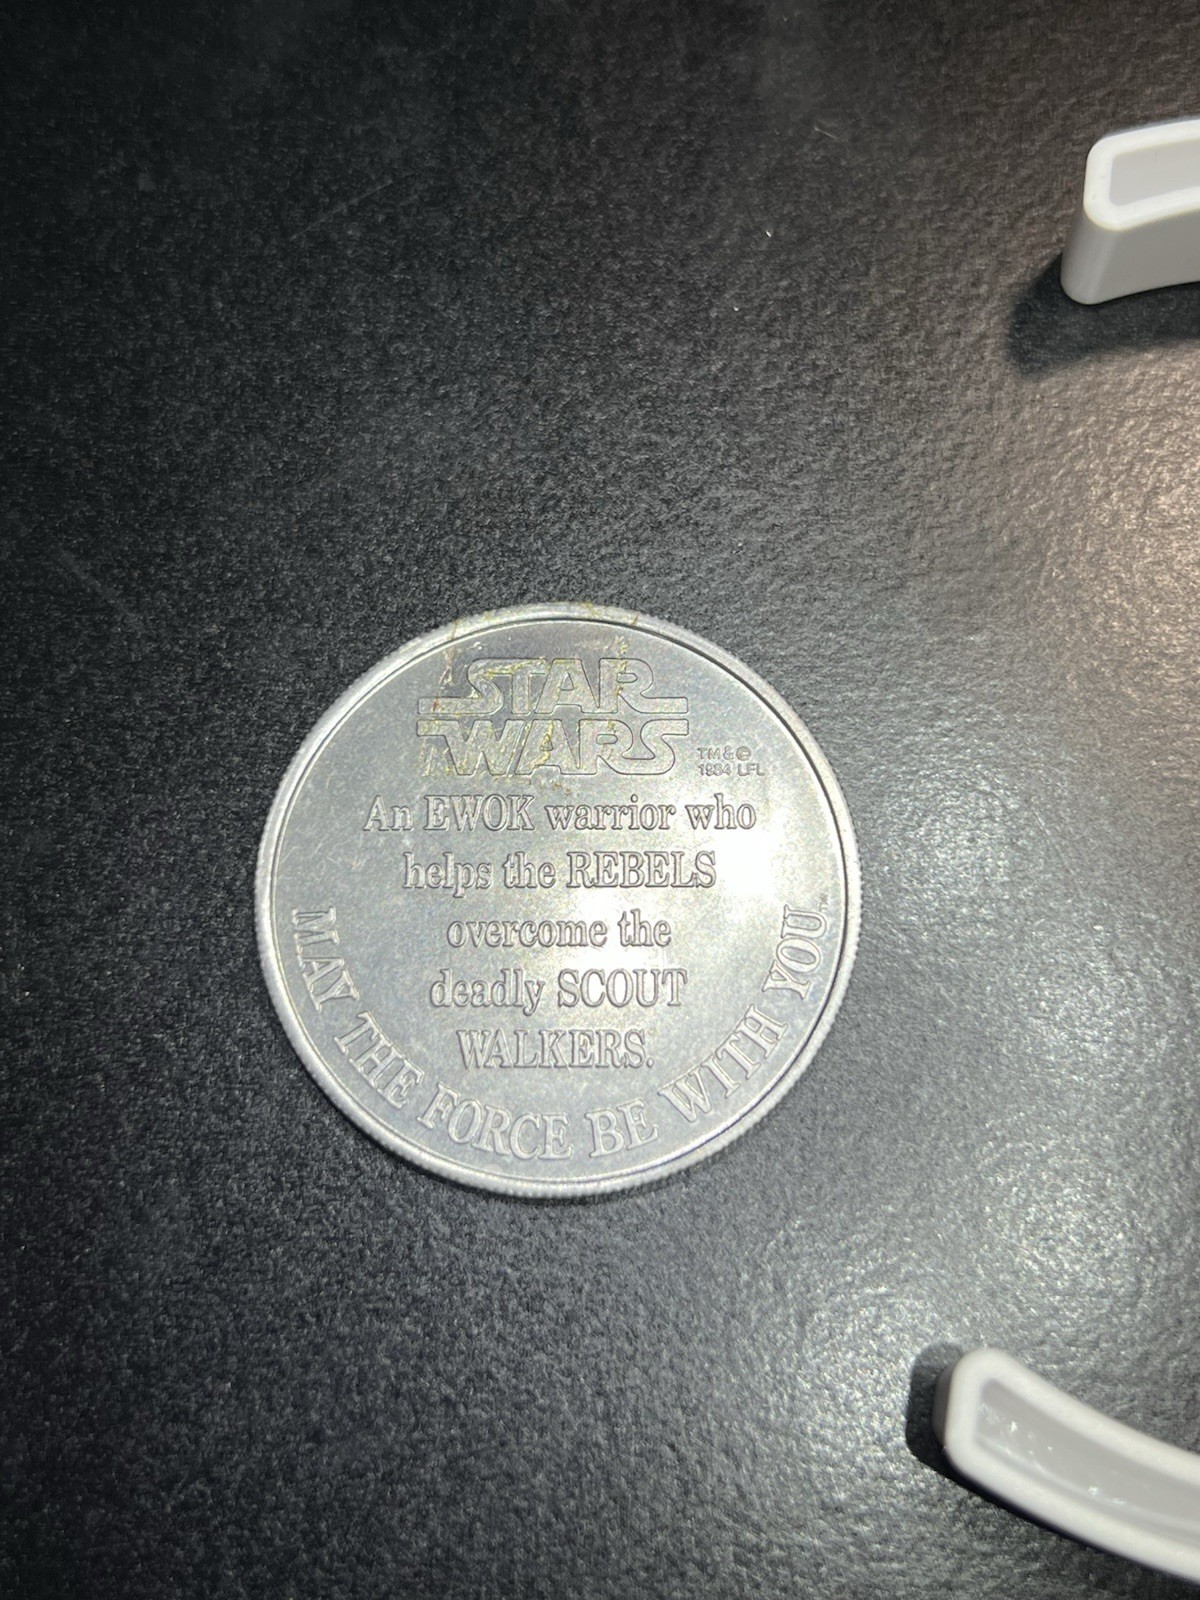 STAR
WARS
TM & ©
1984 LFL
An EWOK warrior who
helps the REBELS
overcome the
deadly SCOUT
WALKERS.
MAY THE FORCE BE WITH YOU